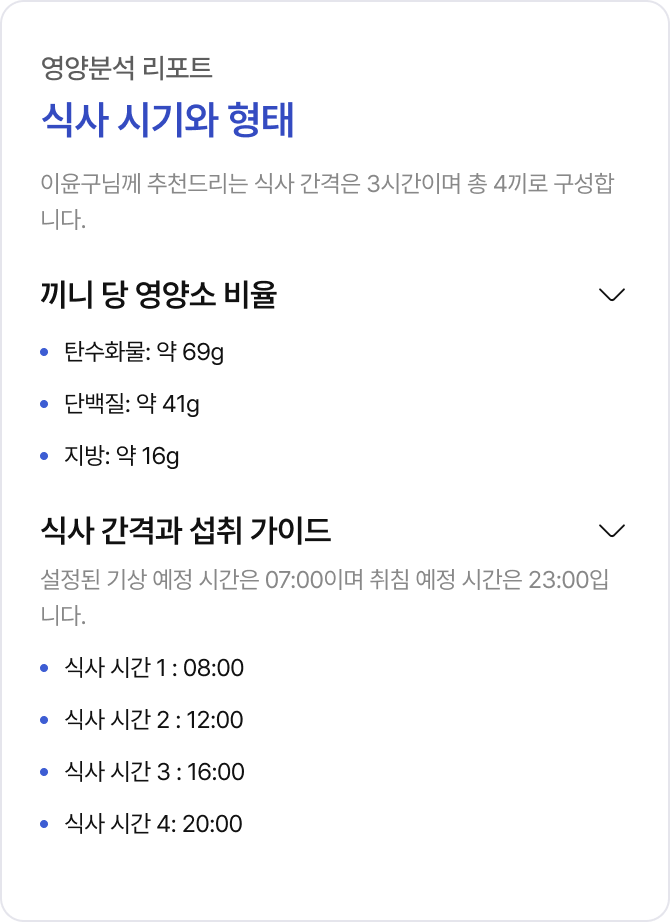 영양분석 리포트
식사 시기와 형태
이윤구님께 추천드리는 식사 간격은 3시간이며 총 4끼로 구성합
니다.
끼니 당 영양소 비율
탄수화물: 약 69g
단백질: 약 41g
지방: 약 16g
식사 간격과 섭취 가이드
설정된 기상 예정 시간은 07:00이며 취침 예정 시간은 23:00입
니다.
식사 시간 1 : 08:00
식사 시간 2 : 12:00
식사 시간 3 : 16:00
식사 시간 4: 20:00